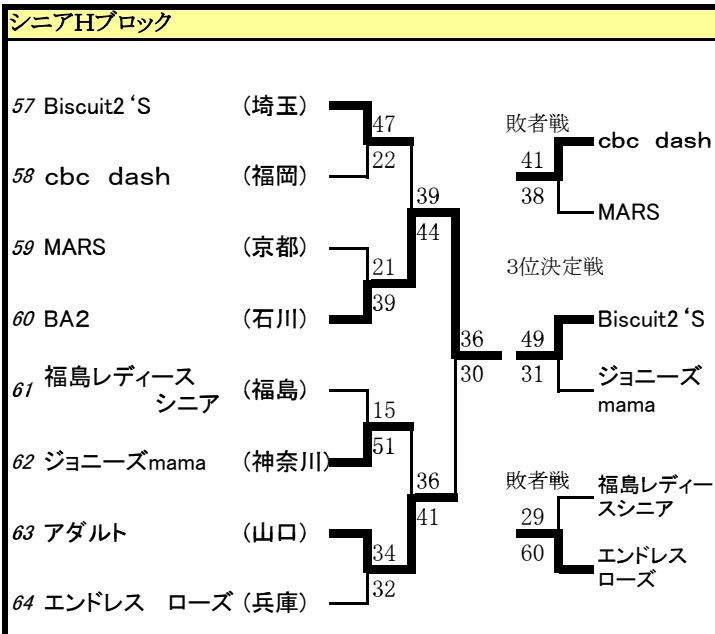 シニアHブロック
57 Biscuit2‘S （埼玉）
47
22
58 cbc dash （福岡）
39
44
59 MARS （京都）
21
39
60 BA2 （石川）
36
30
61 福島レディース
シニア （福島）
15
51
62 ジョニーズmama （神奈川）
36
41
63 アダルト （山口）
34
32
64 エンドレス ローズ （兵庫）
敗者戦
cbc dash
41
38
MARS
3位決定戦
Biscuit2‘S
49
31
ジョニーズ
mama
敗者戦
福島レディー
スシニア
29
60
エンドレス
ローズ